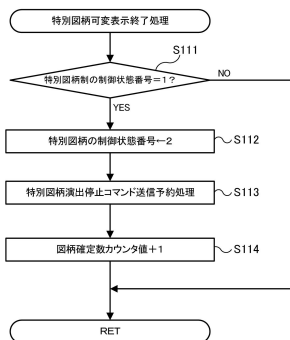 特別図柄可変表示終了処理
S111
特別図柄制の制御状態番号＝1？
NO
YES
特別図柄の制御状態番号←2
S112
特別図柄演出停止コマンド送信予約処理
S113
図柄確定数カウンタ値＋1
S114
RET